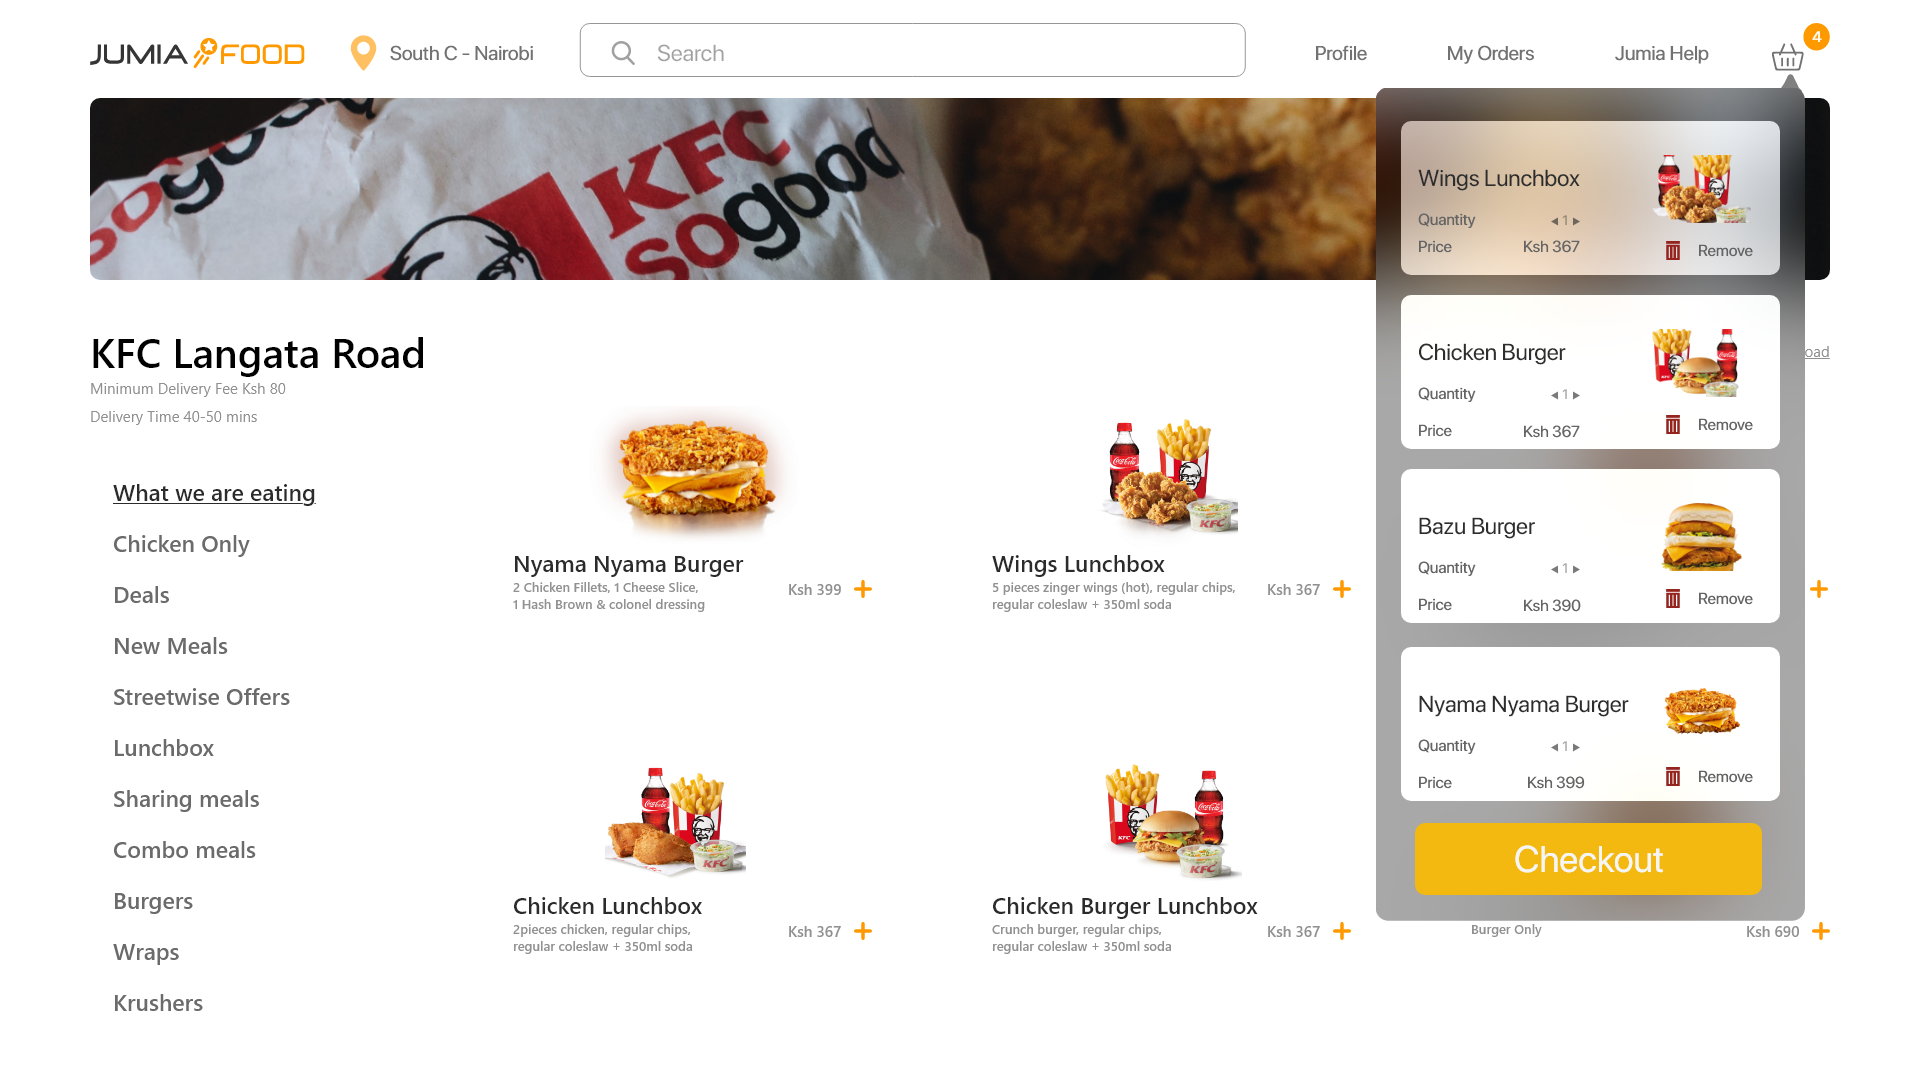 JUMIA FOOD
South C - Nairobi
Search
Profile
My Orders
Jumia Help
4
so good
KFC
so good
KFC Langata Road
Minimum Delivery Fee Ksh 80
Delivery Time 40-50 mins
oad
What we are eating
Chicken Only
Deals
New Meals
Streetwise Offers
Lunchbox
Sharing meals
Combo meals
Burgers
Wraps
Krushers
Nyama Nyama Burger
2 Chicken Fillets, 1 Cheese Slice,
1 Hash Brown & colonel dressing
Ksh 399 +
Wings Lunchbox
5 pieces zinger wings (hot), regular chips,
regular coleslaw + 350ml soda
Ksh 367 +
+
Chicken Lunchbox
2pieces chicken, regular chips,
regular coleslaw + 350ml soda
Ksh 367 +
Chicken Burger Lunchbox
Crunch burger, regular chips,
regular coleslaw + 350ml soda
Ksh 367 +
Burger Only
Ksh 690 +
Wings Lunchbox
Quantity 1
Price Ksh 367
Remove
Chicken Burger
Quantity 1
Price Ksh 367
Remove
Bazu Burger
Quantity 1
Price Ksh 390
Remove
Nyama Nyama Burger
Quantity 1
Price Ksh 399
Remove
Checkout